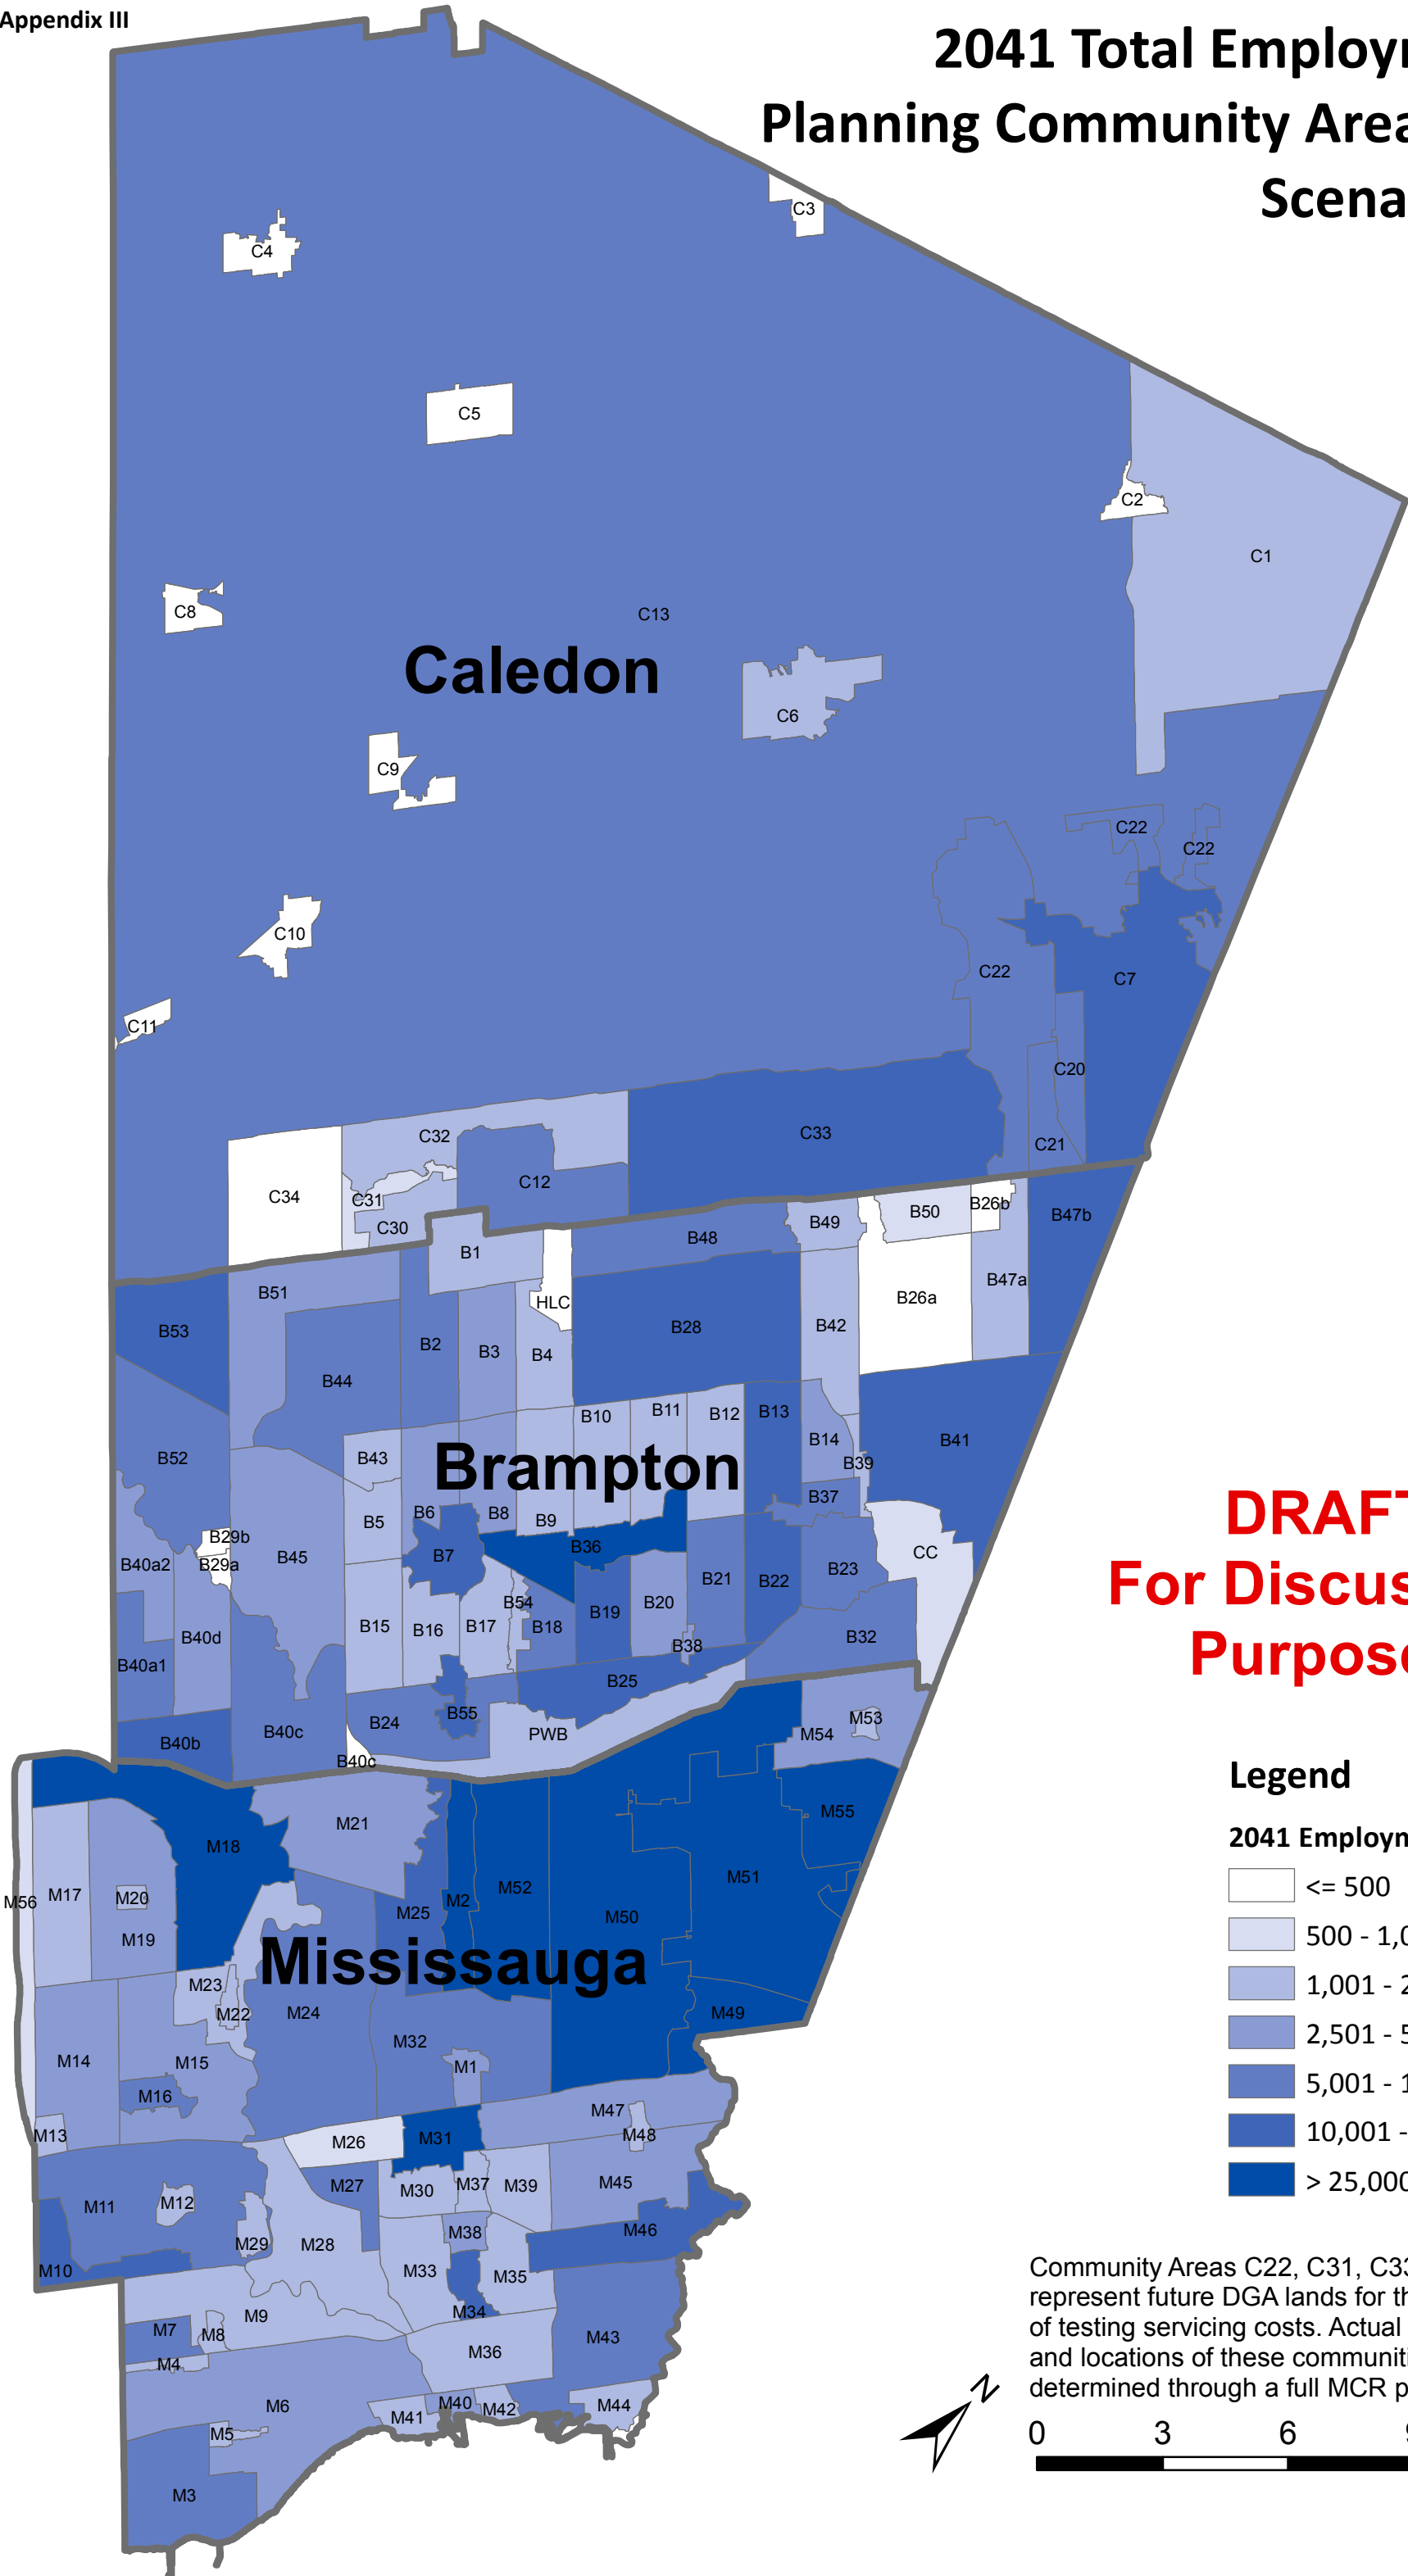 Appendix III
2041 Total Employ
Planning Community Area
Scena
C3
C4
C5
C2
C1
C8
C13
Caledon
C6
C9
C22
C22
C10
C22
C7
C11
C20
C33
C32
C21
C12
C34
C31
C30
B26b
B50
B47b
B49
B48
B1
B47a
B51
B26a
HLC
B42
B28
B53
B2
B3
B4
B44
B10
B11
B12
B13
B14
B41
B43
B52
Brampton
B39
B37
B6
B8
B9
B5
DRAF
B29b
B36
CC
B7
B45
B40a2
B29a
B23
B21
B22
For Discus
B54
B20
B19
B15
B16
B17
B18
B40d
B32
B38
Purpos
B40a1
B25
B55
B24
M53
B40c
B40b
PWB
M54
B40c
Legend
M55
M21
2041 Employ
M18
M51
<= 500
M52
M17
M20
M56
M2
M25
M50
500 - 1,0
M19
Mississauga
M23
1,001 - 2
M22
M24
M49
2,501 - 5
M32
M14
M15
M1
5,001 - 1
M16
M47
10,001 -
M13
M48
M31
M26
> 25,000
M45
M27
M37
M39
M30
M12
M11
M46
M38
M29
M28
Community Areas C22, C31, C33
M10
M33
M35
represent future DGA lands for th
M34
M9
of testing servicing costs. Actual
M7
M8
M43
M36
and locations of these communiti
M4
determined through a full MCR p
M6
M40
M42
M44
M41
N
M5
0 3 6
M3